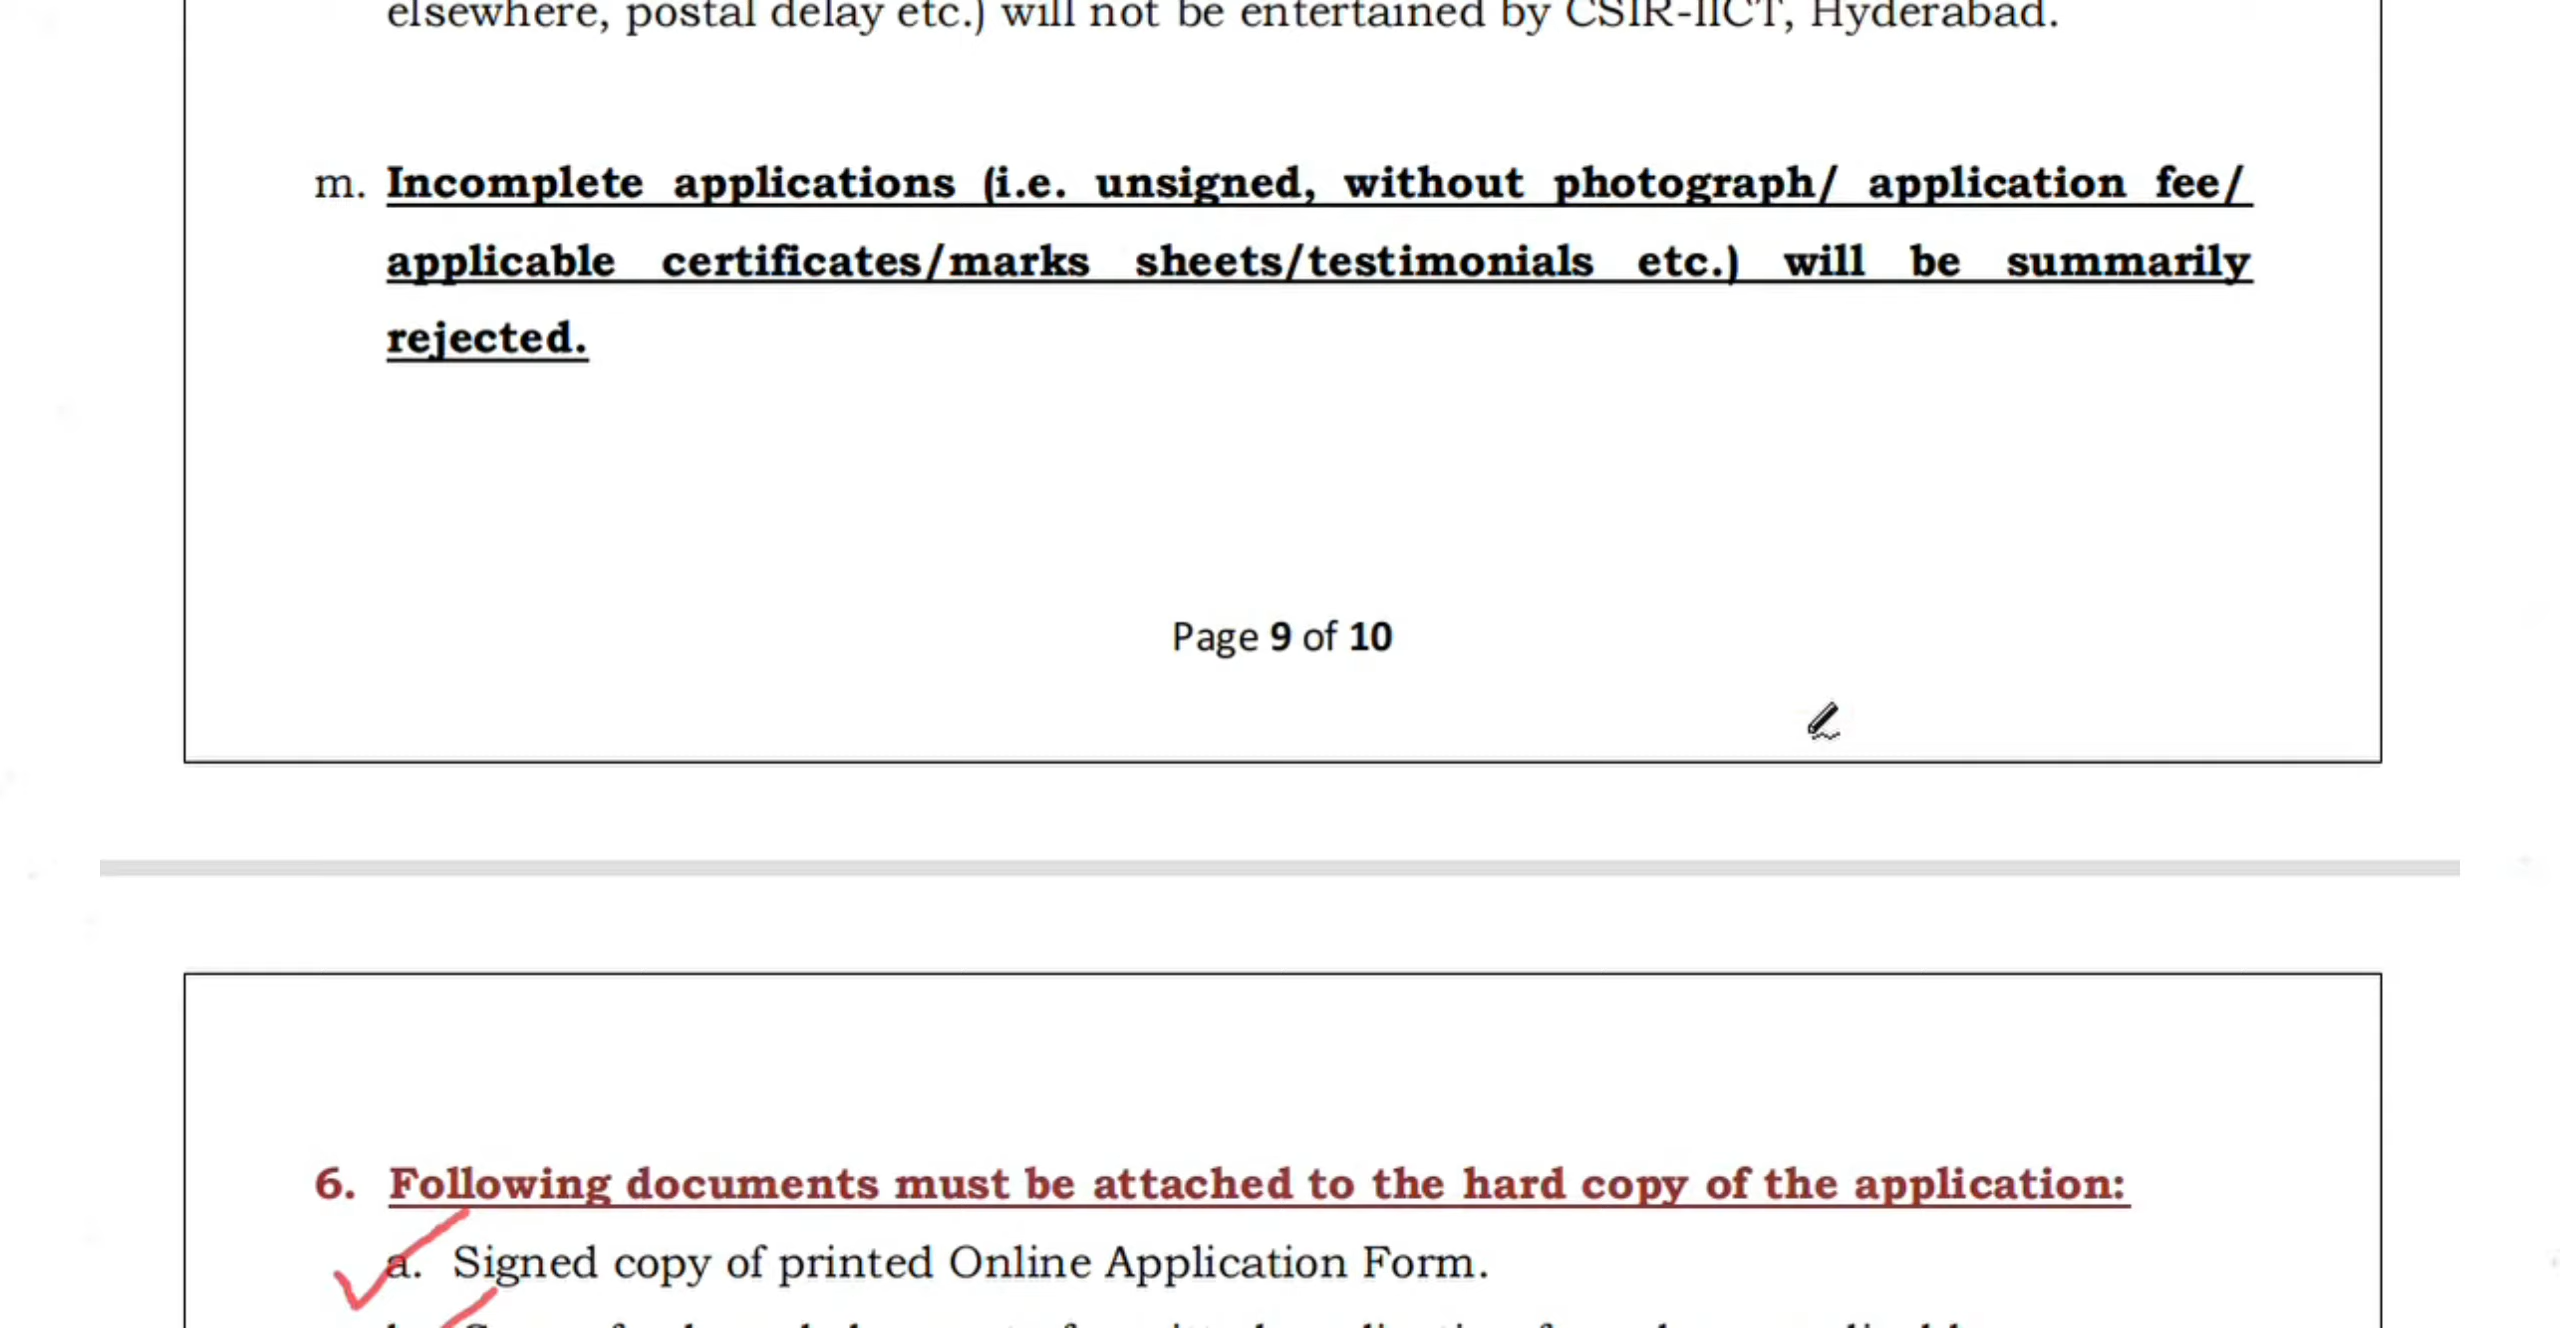 elsewhere, postal delay etc.) will not be entertained by CSIR-IICT, Hyderabad.
m. Incomplete applications (i.e. unsigned, without photograph/ application fee/
applicable certificates/marks sheets/testimonials etc.) will be summarily
rejected.
Page 9 of 10
6. Following documents must be attached to the hard copy of the application:
a. Signed copy of printed Online Application Form.